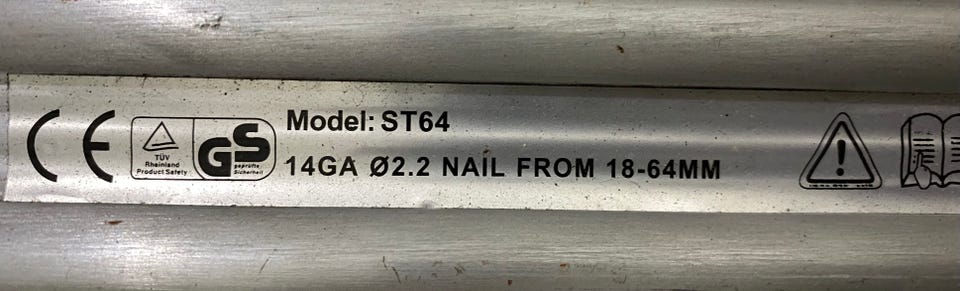 CE
TÜV
Rheinland
Product Safety
GS
geprüfte
Sicherheit
Model: ST64
14GA Ø2.2 NAIL FROM 18-64MM